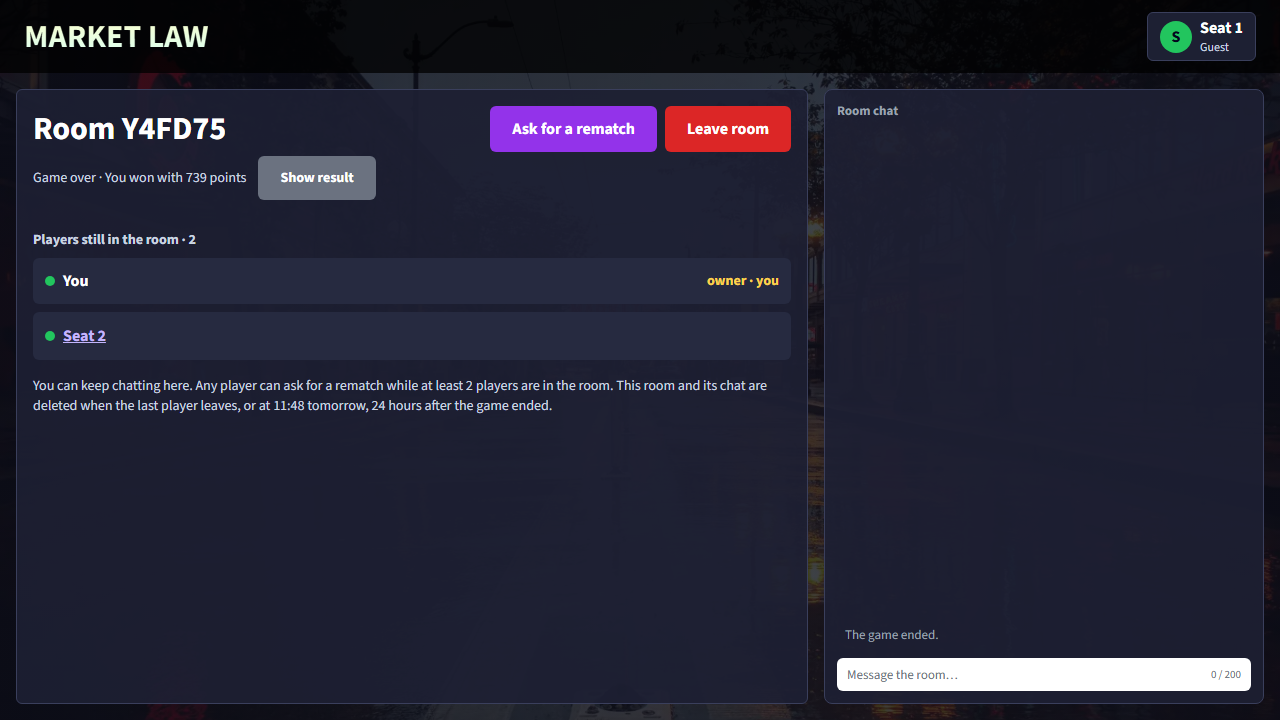 MARKET LAW
S
Seat 1
Guest
Room Y4FD75
Ask for a rematch
Leave room
Game over · You won with 739 points
Show result
Players still in the room · 2
You
owner · you
Seat 2
You can keep chatting here. Any player can ask for a rematch while at least 2 players are in the room. This room and its chat are
deleted when the last player leaves, or at 11:48 tomorrow, 24 hours after the game ended.
Room chat
The game ended.
Message the room…
0 / 200